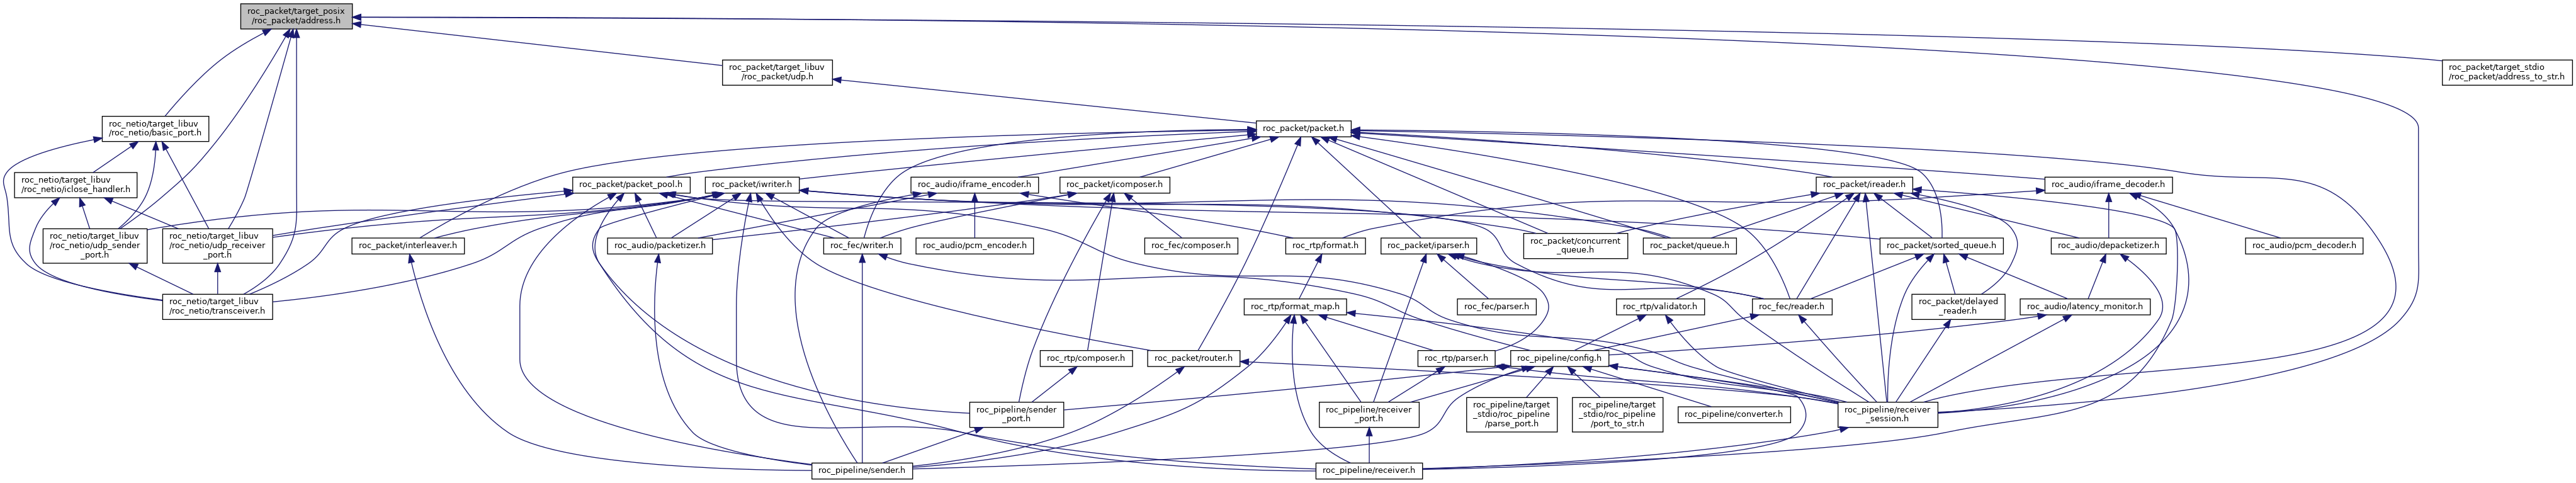 roc_packet/target_posix
/roc_packet/address.h
roc_packet/target_libuv
/roc_packet/udp.h
roc_packet/target_stdio
/roc_packet/address_to_str.h
roc_netio/target_libuv
/roc_netio/basic_port.h
roc_packet/packet.h
roc_netio/target_libuv
/roc_netio/iclose_handler.h
roc_packet/packet_pool.h
roc_packet/iwriter.h
roc_audio/iframe_encoder.h
roc_packet/icomposer.h
roc_packet/ireader.h
roc_audio/iframe_decoder.h
roc_netio/target_libuv
/roc_netio/udp_sender
_port.h
roc_netio/target_libuv
/roc_netio/udp_receiver
_port.h
roc_packet/interleaver.h
roc_audio/packetizer.h
roc_fec/writer.h
roc_audio/pcm_encoder.h
roc_fec/composer.h
roc_rtp/format.h
roc_packet/iparser.h
roc_packet/concurrent
_queue.h
roc_packet/queue.h
roc_packet/sorted_queue.h
roc_audio/depacketizer.h
roc_audio/pcm_decoder.h
roc_netio/target_libuv
/roc_netio/transceiver.h
roc_rtp/format_map.h
roc_fec/parser.h
roc_rtp/validator.h
roc_fec/reader.h
roc_packet/delayed
_reader.h
roc_audio/latency_monitor.h
roc_rtp/composer.h
roc_packet/router.h
roc_rtp/parser.h
roc_pipeline/config.h
roc_pipeline/sender
_port.h
roc_pipeline/receiver
_port.h
roc_pipeline/target
_stdio/roc_pipeline
/parse_port.h
roc_pipeline/target
_stdio/roc_pipeline
/port_to_str.h
roc_pipeline/converter.h
roc_pipeline/receiver
_session.h
roc_pipeline/sender.h
roc_pipeline/receiver.h